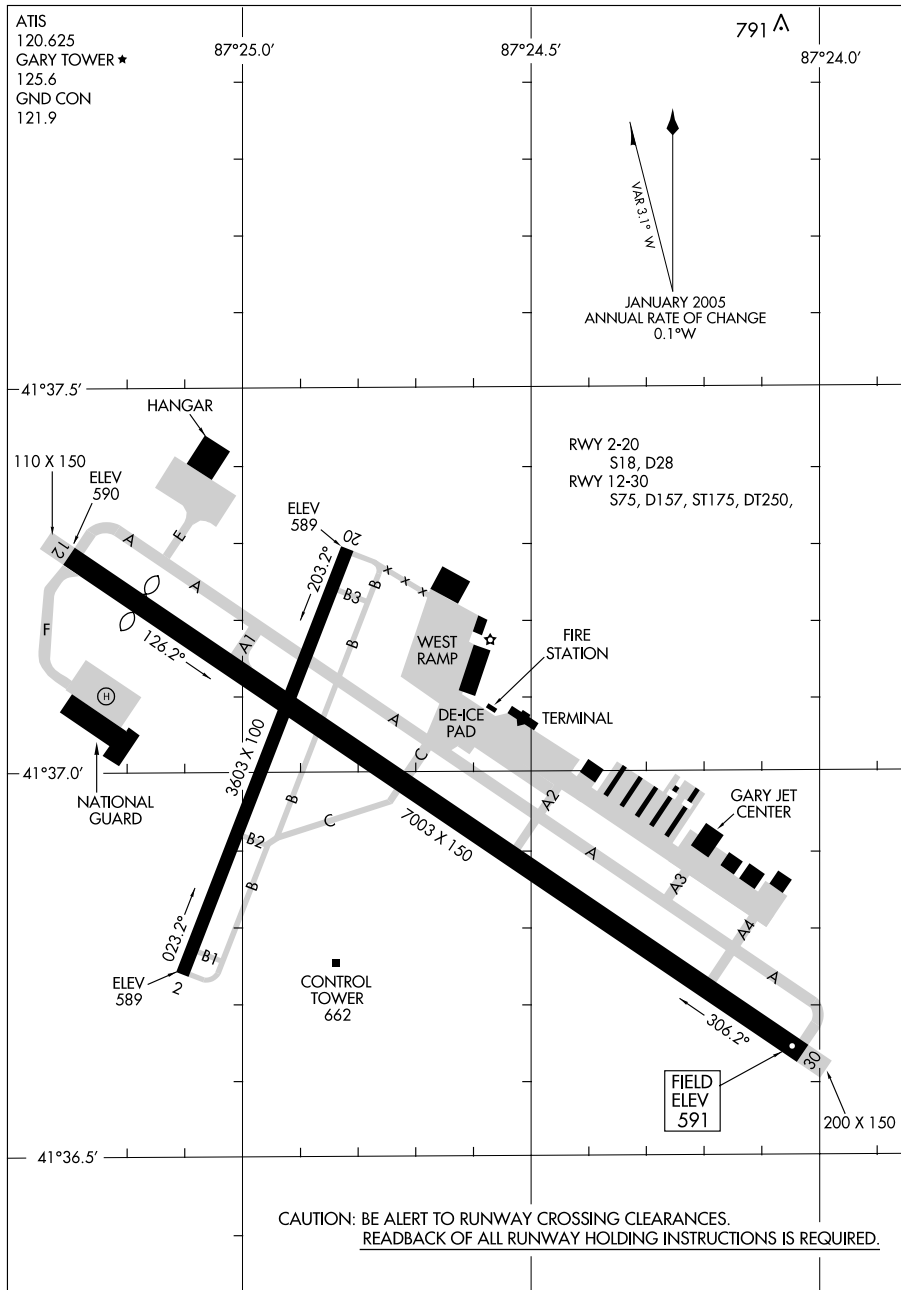 ATIS
120.625
GARY TOWER ★
125.6
GND CON
121.9
87°25.0'
87°24.5'
791
87°24.0'
VAR 3.1° W
JANUARY 2005
ANNUAL RATE OF CHANGE
0.1°W
41°37.5'
HANGAR
110 X 150
ELEV
590
RWY 2-20
S18, D28
RWY 12-30
S75, D157, ST175, DT250,
ELEV
589
20
12
A
E
A
203.2°
B
x x x
B3
F
126.2°
A1
B
WEST
RAMP
FIRE
STATION
H
A
DE-ICE
PAD
TERMINAL
C
3603 X 100
41°37.0'
NATIONAL
GUARD
B
C
7003 X 150
A2
GARY JET
CENTER
B2
A
B
A3
023.2°
A4
B1
ELEV
589
2
CONTROL
TOWER
662
A
306.2°
30
FIELD
ELEV
591
200 X 150
41°36.5'
CAUTION: BE ALERT TO RUNWAY CROSSING CLEARANCES.
READBACK OF ALL RUNWAY HOLDING INSTRUCTIONS IS REQUIRED.